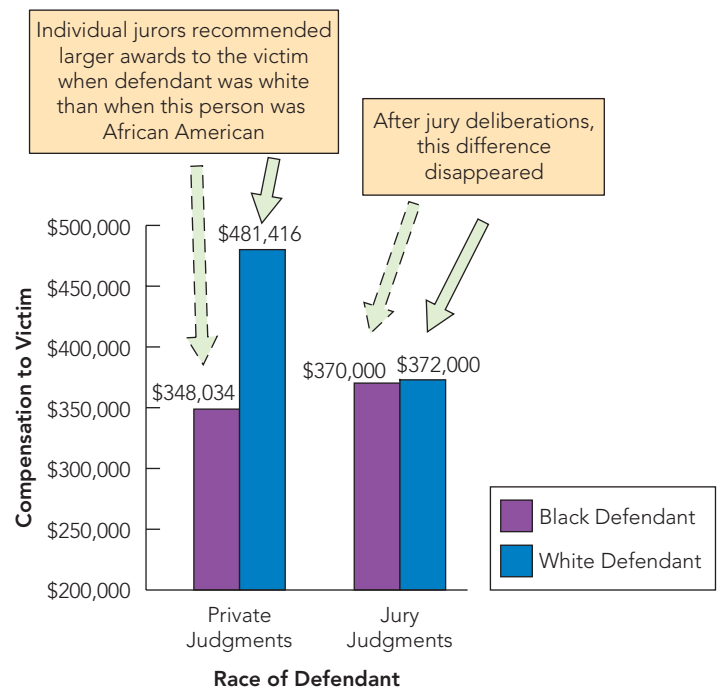 Individual jurors recommended
larger awards to the victim
when defendant was white
than when this person was
African American
After jury deliberations,
this difference
disappeared
Compensation to Victim
$500,000
$450,000
$400,000
$350,000
$300,000
$250,000
$200,000
$348,034
$481,416
$370,000
$372,000
Private
Judgments
Jury
Judgments
Race of Defendant
Black Defendant
White Defendant